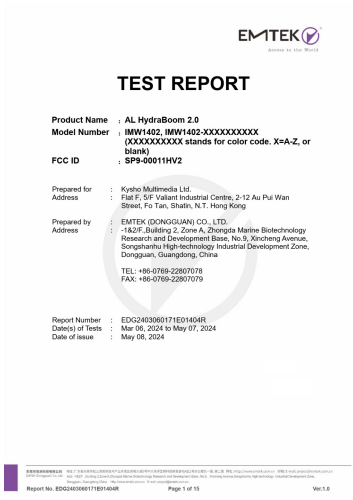 EMTEK
Access to the World
TEST REPORT
Product Name : AL HydraBoom 2.0
Model Number : IMW1402, IMW1402-XXXXXXXXXX
(XXXXXXXXXX stands for color code. X=A-Z, or
blank)
FCC ID : SP9-00011HV2
Prepared for : Kysho Multimedia Ltd.
Address : Flat F, 5/F Valiant Industrial Centre, 2-12 Au Pui Wan
Street, Fo Tan, Shatin, N.T. Hong Kong
Prepared by : EMTEK (DONGGUAN) CO., LTD.
Address : -1&2/F.,Building 2, Zone A, Zhongda Marine Biotechnology
Research and Development Base, No.9, Xincheng Avenue,
Songshanhu High-technology Industrial Development Zone,
Dongguan, Guangdong, China
TEL: +86-0769-22807078
FAX: +86-0769-22807079
Report Number : EDG2403060171E01404R
Date(s) of Tests : Mar 06, 2024 to May 07, 2024
Date of issue : May 08, 2024
Report No. EDG2403060171E01404R Page 1 of 15 Ver.1.0